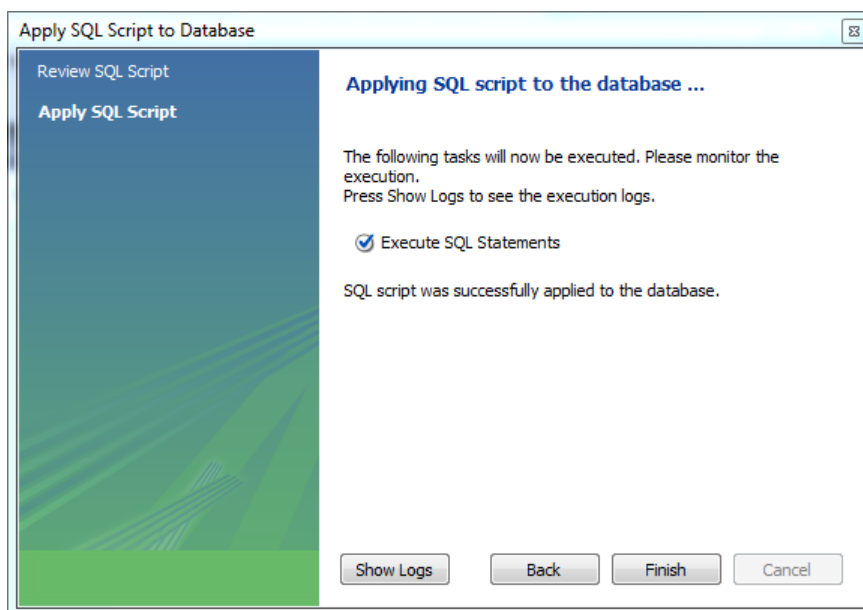 Apply SQL Script to Database
Review SQL Script
Apply SQL Script
Applying SQL script to the database ...
The following tasks will now be executed. Please monitor the
execution.
Press Show Logs to see the execution logs.
Execute SQL Statements
SQL script was successfully applied to the database.
Show Logs
Back
Finish
Cancel